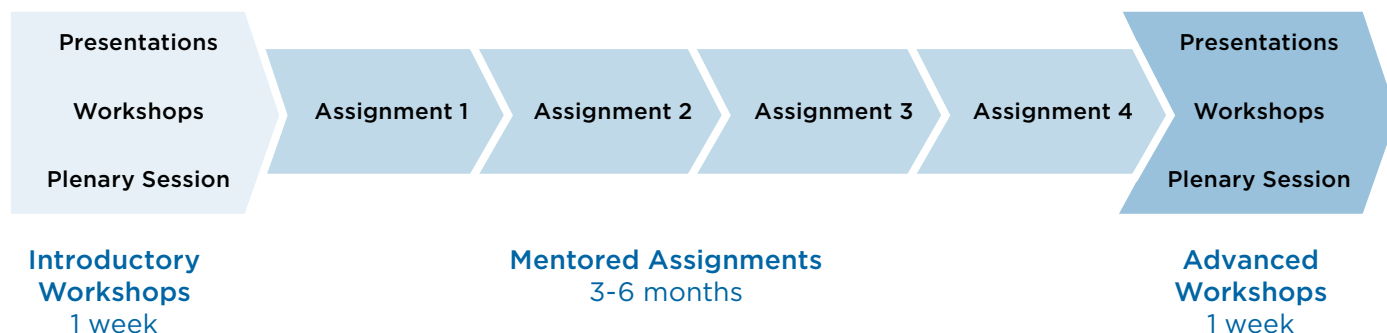 Presentations
Workshops
Plenary Session
Assignment 1
Assignment 2
Assignment 3
Assignment 4
Presentations
Workshops
Plenary Session
Introductory
Workshops
1 week
Mentored Assignments
3-6 months
Advanced
Workshops
1 week